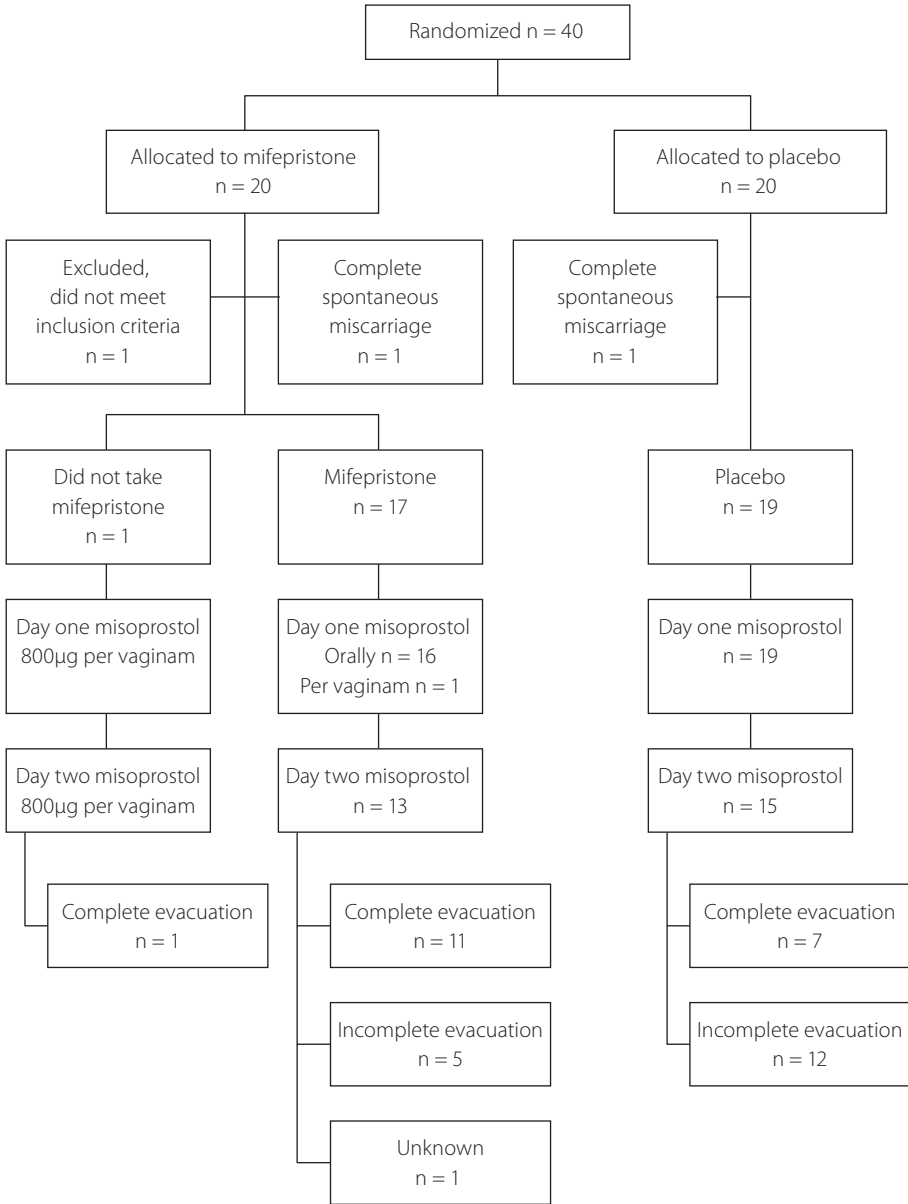 Randomized n = 40
Allocated to mifepristone
n = 20
Allocated to placebo
n = 20
Excluded,
did not meet
inclusion criteria
n = 1
Complete
spontaneous
miscarriage
n = 1
Complete
spontaneous
miscarriage
n = 1
Did not take
mifepristone
n = 1
Mifepristone
n = 17
Placebo
n = 19
Day one misoprostol
800µg per vaginam
Day one misoprostol
Orally n = 16
Per vaginam n = 1
Day one misoprostol
n = 19
Day two misoprostol
800µg per vaginam
Day two misoprostol
n = 13
Day two misoprostol
n = 15
Complete evacuation
n = 1
Complete evacuation
n = 11
Complete evacuation
n = 7
Incomplete evacuation
n = 5
Incomplete evacuation
n = 12
Unknown
n = 1